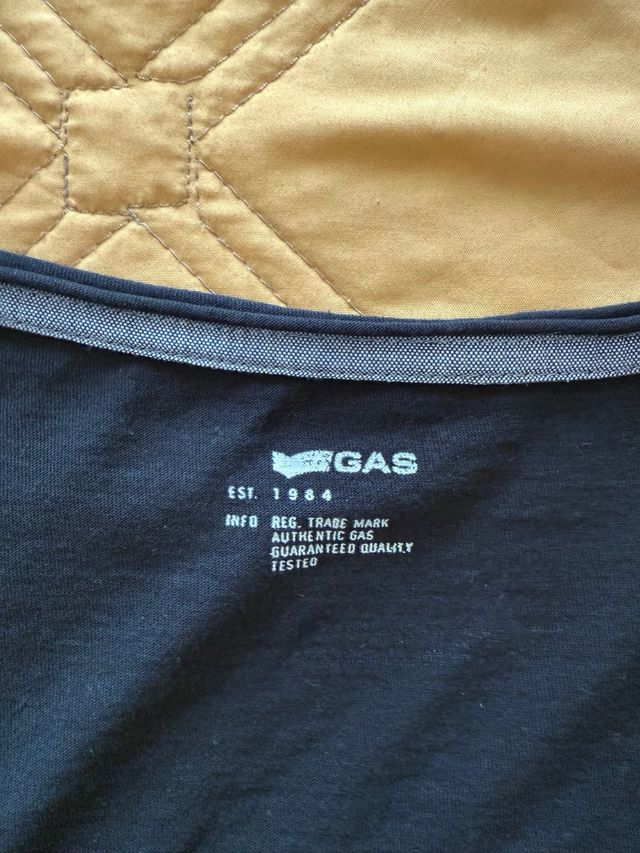 GAS
EST. 1984
INFO REG. TRADE MARK
AUTHENTIC GAS
GUARANTEED QUALITY
TESTED